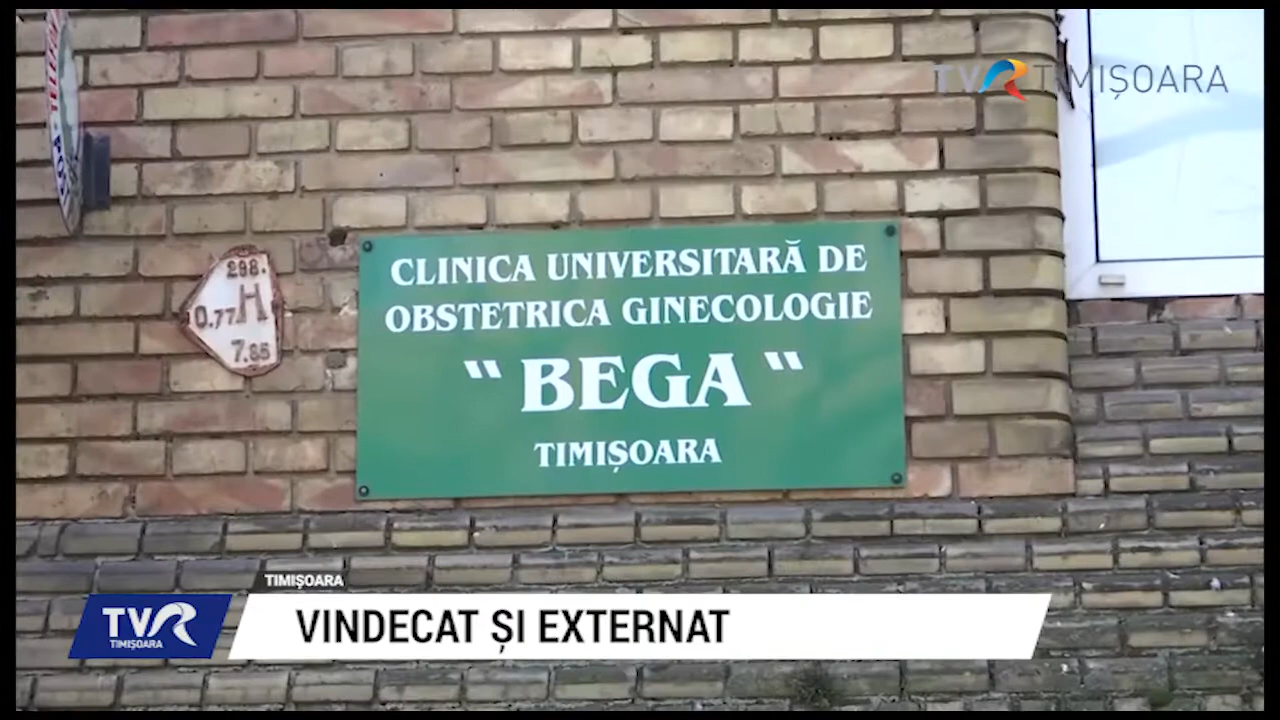 TVR TIMIȘOARA
CLINICA UNIVERSITARĂ DE
OBSTETRICA GINECOLOGIE
" BEGA "
TIMIȘOARA
298.
0.77 H
7.85
TIMIȘOARA
TVR
TIMIȘOARA
VINDECAT ȘI EXTERNAT